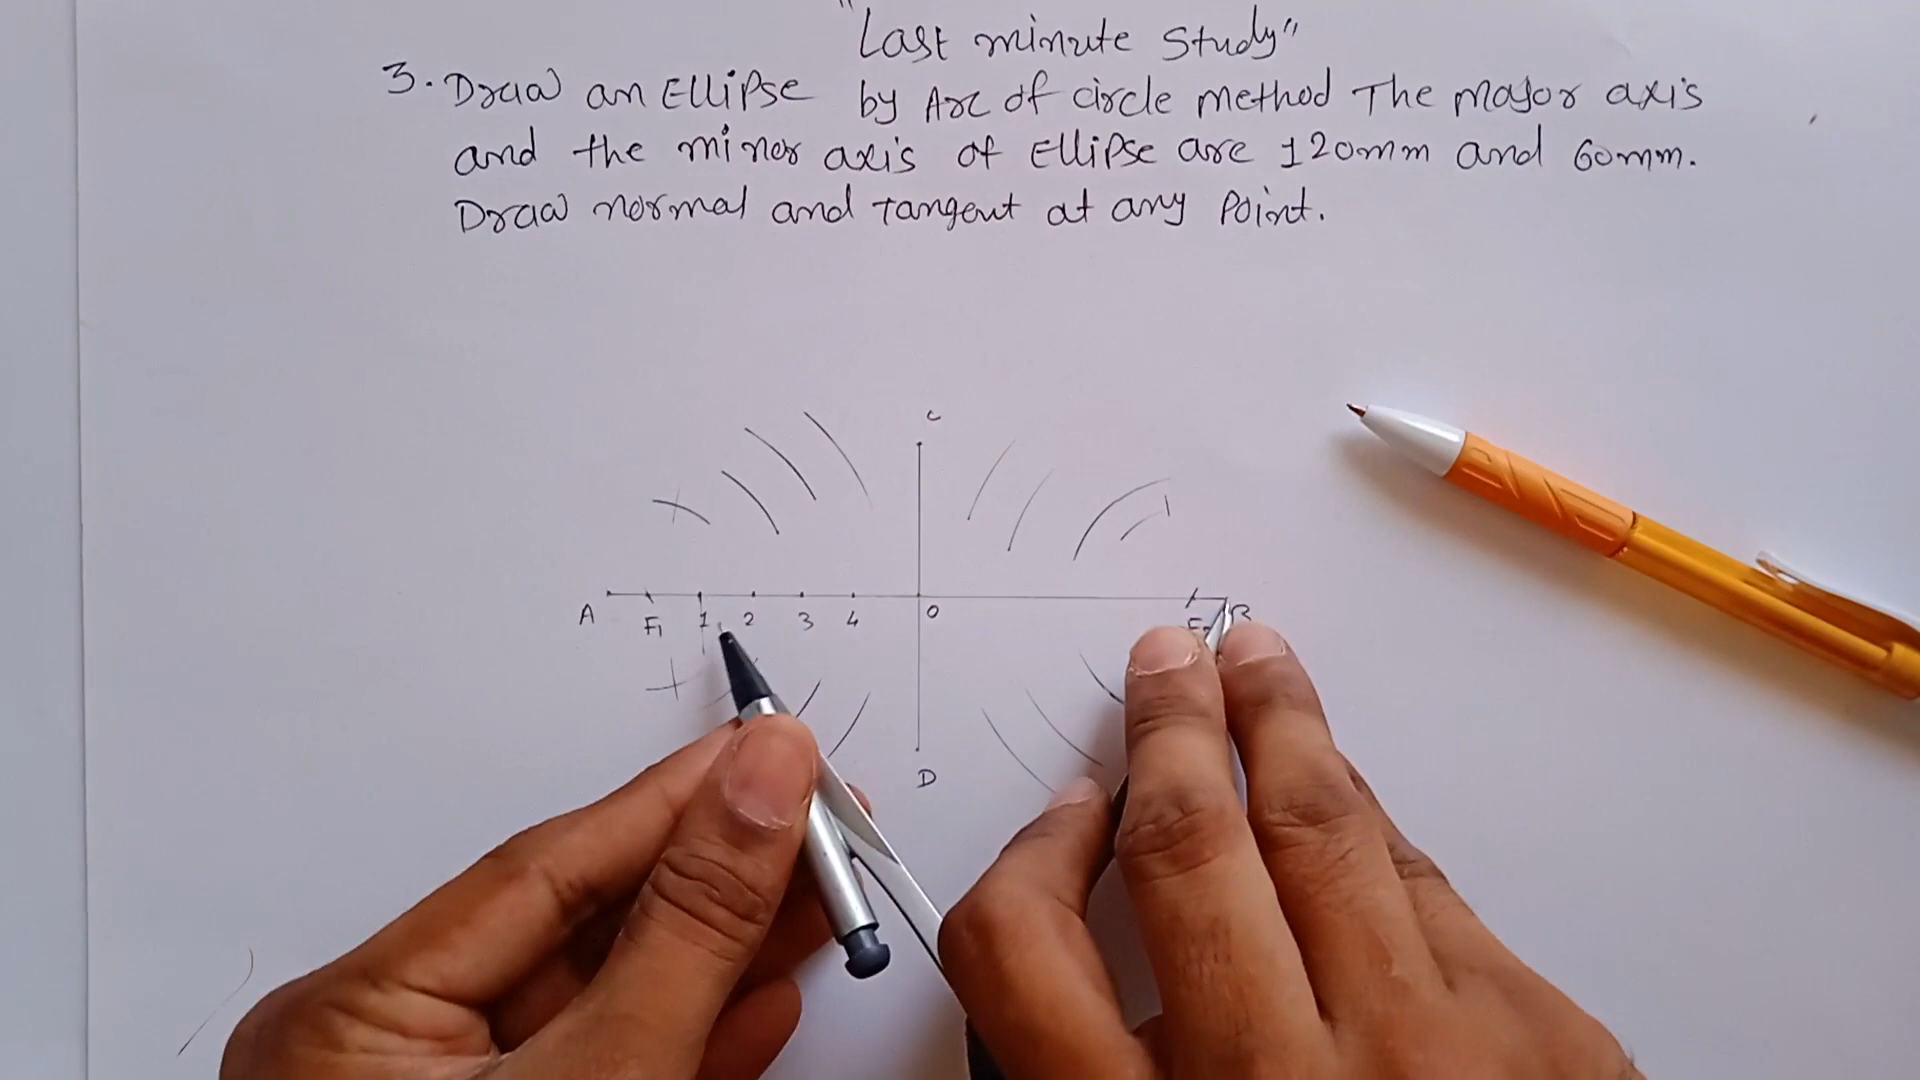 "Last minute Study"
3. Draw an Ellipse by Arc of circle method The major axis
and the minor axis of Ellipse are 120mm and 60mm.
Draw normal and Tangent at any Point.
C
A F1 1 2 3 4 O B
D